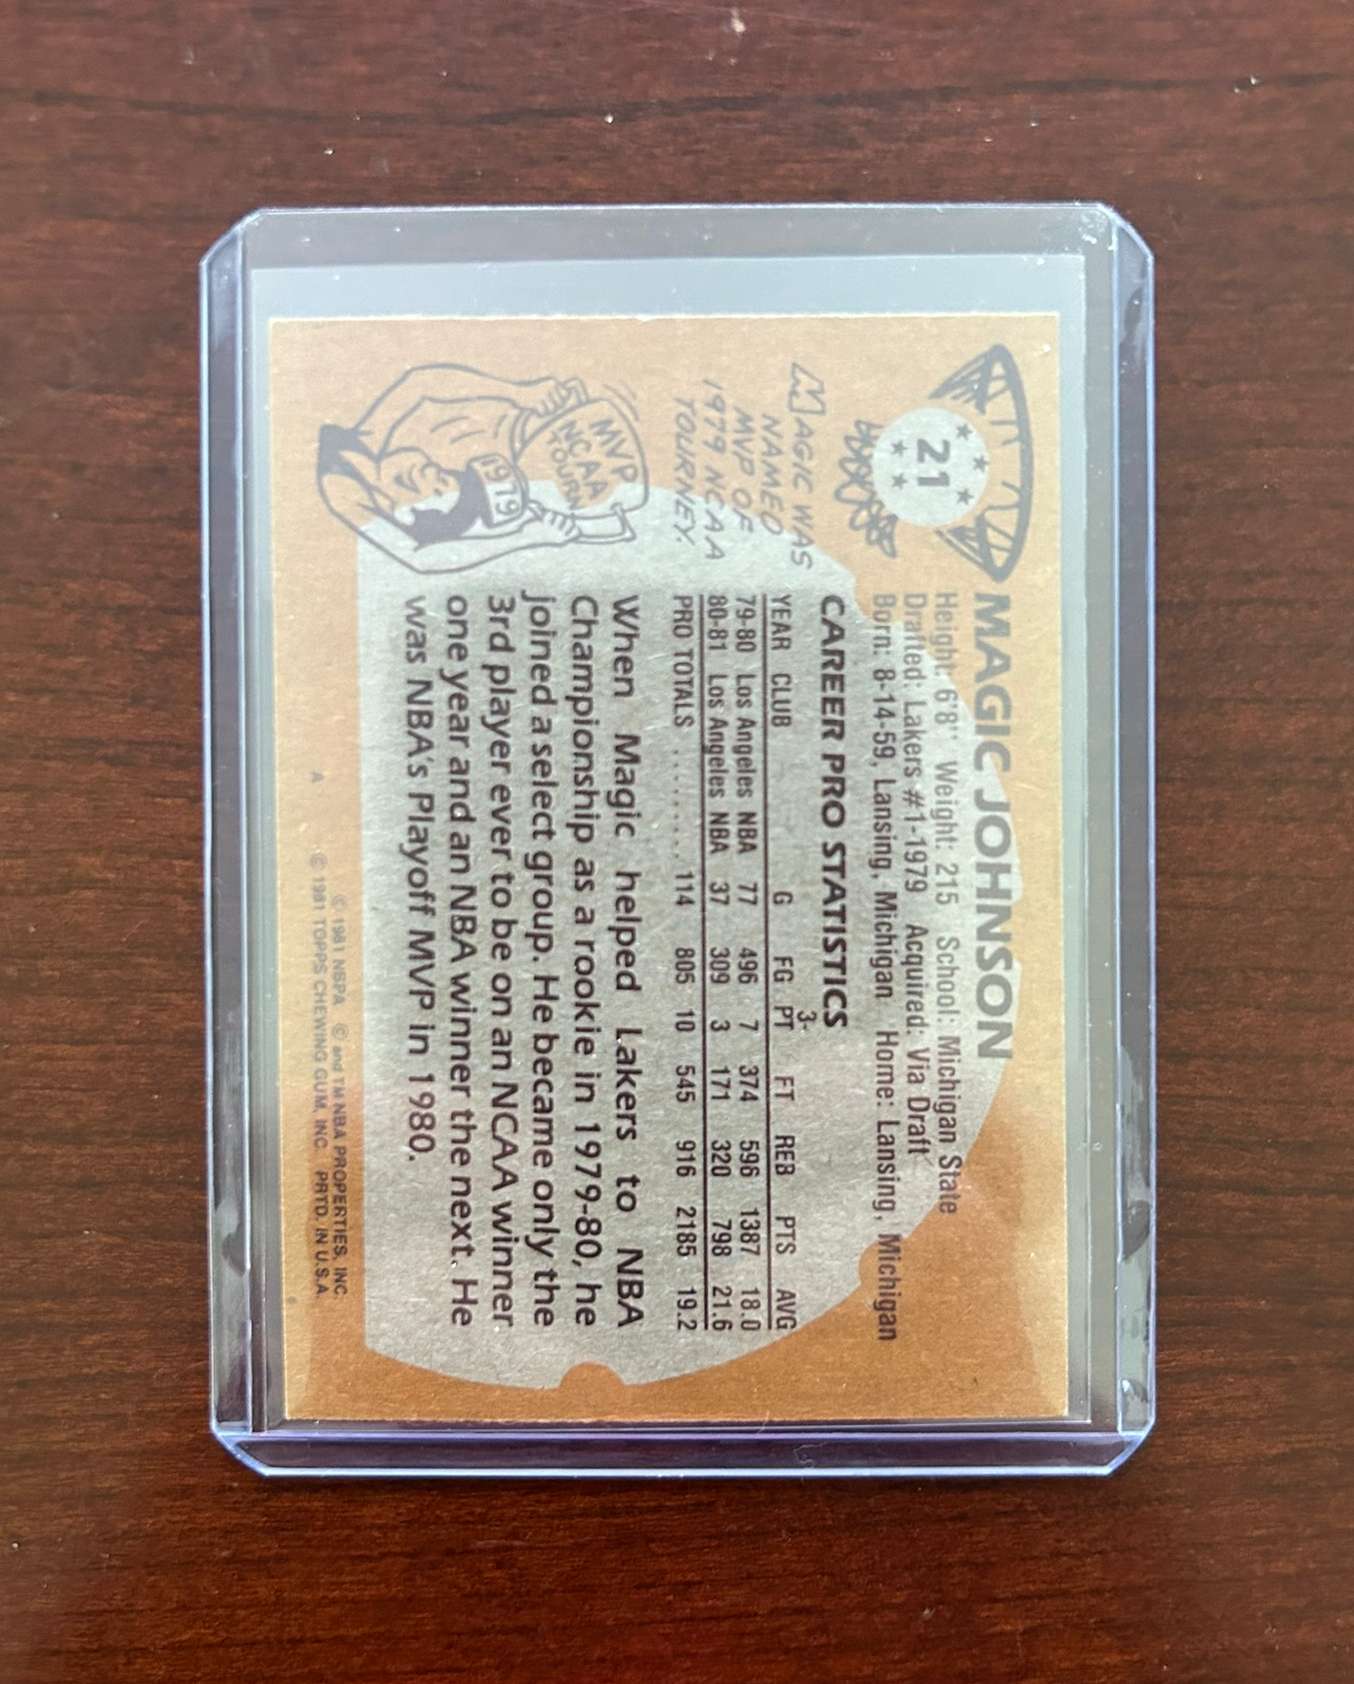 21
MAGIC JOHNSON
Height: 6'8" Weight: 215 School: Michigan State
Drafted: Lakers #1-1979 Acquired: Via Draft
Born: 8-14-59, Lansing, Michigan Home: Lansing, Michigan
MAGIC WAS
NAMED
MVP OF
1979 NCAA
TOURNEY.
MVP
NCAA
TOURN
1979
CAREER PRO STATISTICS
3-
YEAR CLUB G FG PT FT REB PTS AVG
79-80 Los Angeles NBA 77 496 7 374 596 1387 18.0
80-81 Los Angeles NBA 37 309 3 171 320 798 21.6
PRO TOTALS ......... 114 805 10 545 916 2185 19.2
When Magic helped Lakers to NBA
Championship as a rookie in 1979-80, he
joined a select group. He became only the
3rd player ever to be on an NCAA winner
one year and an NBA winner the next. He
was NBA's Playoff MVP in 1980.
© 1981 NBPA © and TM NBA PROPERTIES, INC.
A © 1981 TOPPS CHEWING GUM, INC. PRTD. IN U.S.A.